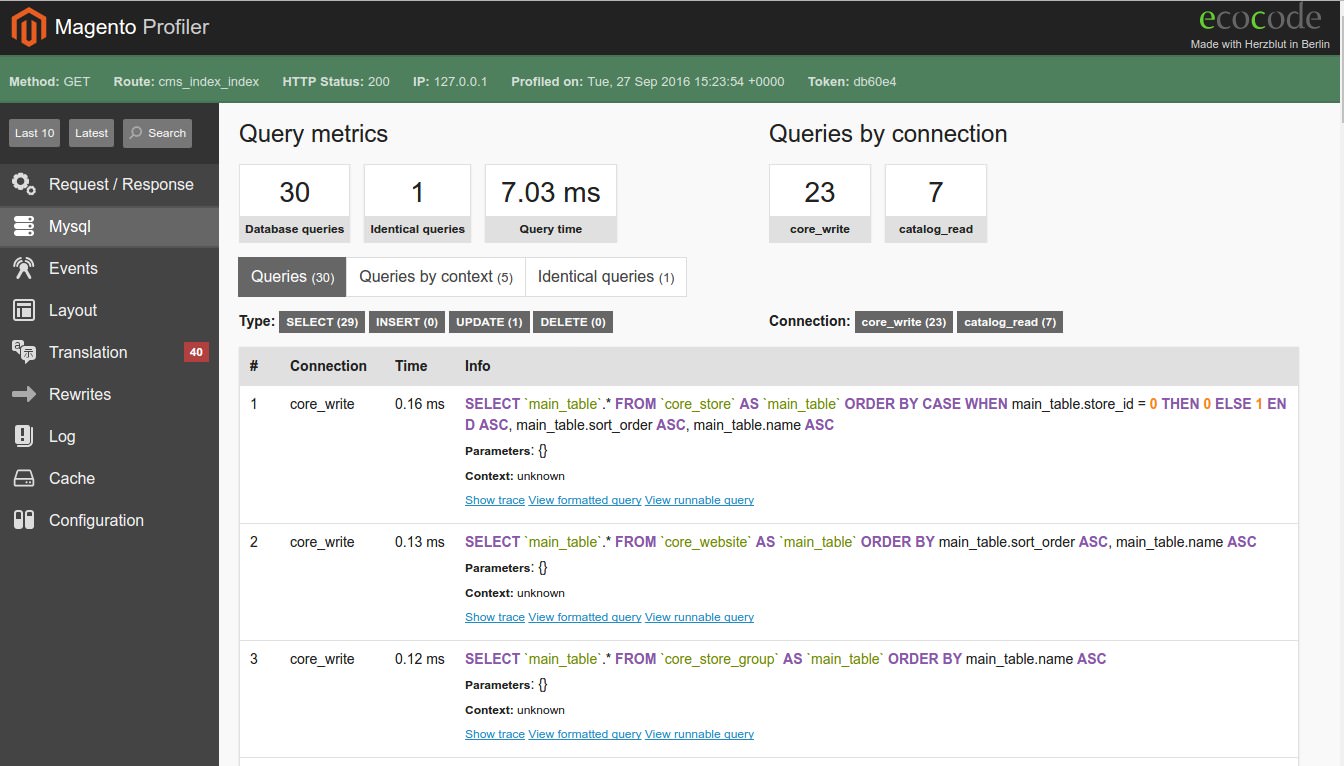 Magento Profiler
ecocode
Made with Herzblut in Berlin
Method: GET Route: cms_index_index HTTP Status: 200 IP: 127.0.0.1 Profiled on: Tue, 27 Sep 2016 15:23:54 +0000 Token: db60e4
Last 10 Latest Search
Request / Response
Mysql
Events
Layout
Translation 40
Rewrites
Log
Cache
Configuration
Query metrics
30 1 7.03 ms
Database queries Identical queries Query time
Queries by connection
23 7
core_write catalog_read
Queries (30) Queries by context (5) Identical queries (1)
Type: SELECT (29) INSERT (0) UPDATE (1) DELETE (0) Connection: core_write (23) catalog_read (7)
# Connection Time Info
1 core_write 0.16 ms SELECT `main_table`.* FROM `core_store` AS `main_table` ORDER BY CASE WHEN main_table.store_id = 0 THEN 0 ELSE 1 EN
D ASC, main_table.sort_order ASC, main_table.name ASC
Parameters: {}
Context: unknown
Show trace View formatted query View runnable query
2 core_write 0.13 ms SELECT `main_table`.* FROM `core_website` AS `main_table` ORDER BY main_table.sort_order ASC, main_table.name ASC
Parameters: {}
Context: unknown
Show trace View formatted query View runnable query
3 core_write 0.12 ms SELECT `main_table`.* FROM `core_store_group` AS `main_table` ORDER BY main_table.name ASC
Parameters: {}
Context: unknown
Show trace View formatted query View runnable query